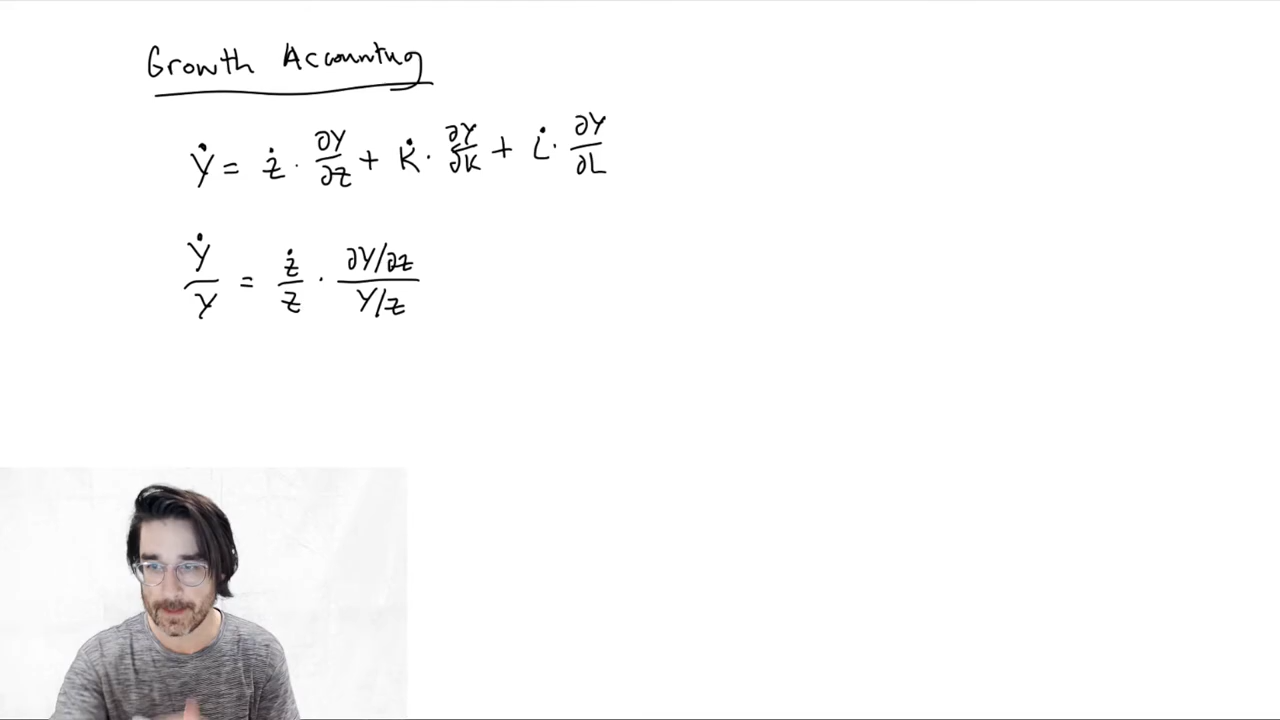 Growth Accounting
Ẏ = ż · ∂Y/∂z + K̇ · ∂Y/∂K + L̇ · ∂Y/∂L
Ẏ/Y = ż/z · (∂Y/∂z)/(Y/z)